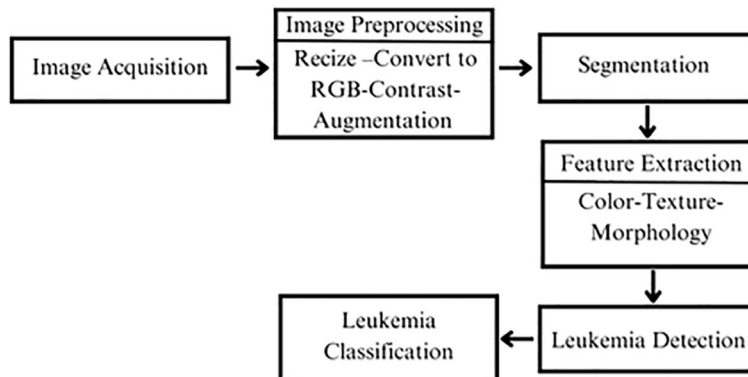 Image Acquisition
Image Preprocessing
Recize –Convert to
RGB-Contrast-
Augmentation
Segmentation
Feature Extraction
Color-Texture-
Morphology
Leukemia Detection
Leukemia
Classification